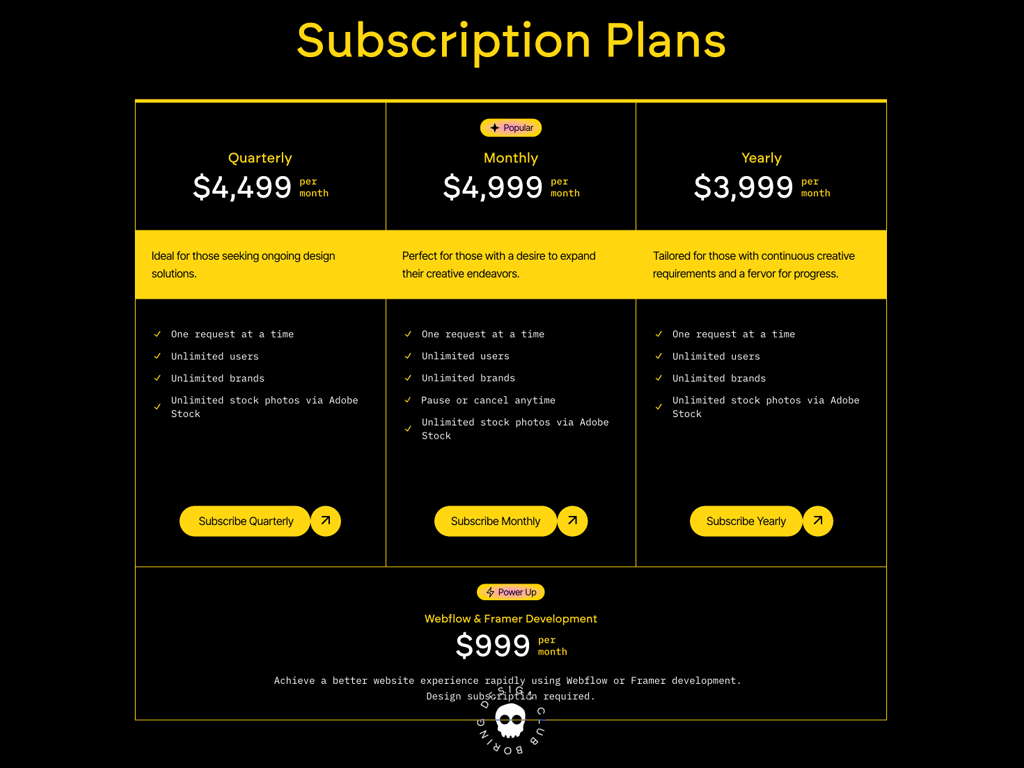 Subscription Plans
Quarterly
$4,499 per
month
Ideal for those seeking ongoing design
solutions.
One request at a time
Unlimited users
Unlimited brands
Unlimited stock photos via Adobe
Stock
Subscribe Quarterly
Popular
Monthly
$4,999 per
month
Perfect for those with a desire to expand
their creative endeavors.
One request at a time
Unlimited users
Unlimited brands
Pause or cancel anytime
Unlimited stock photos via Adobe
Stock
Subscribe Monthly
Yearly
$3,999 per
month
Tailored for those with continuous creative
requirements and a fervor for progress.
One request at a time
Unlimited users
Unlimited brands
Unlimited stock photos via Adobe
Stock
Subscribe Yearly
Power Up
Webflow & Framer Development
$999 per
month
Achieve a better website experience rapidly using Webflow or Framer development.
Design subscription required.
BORING